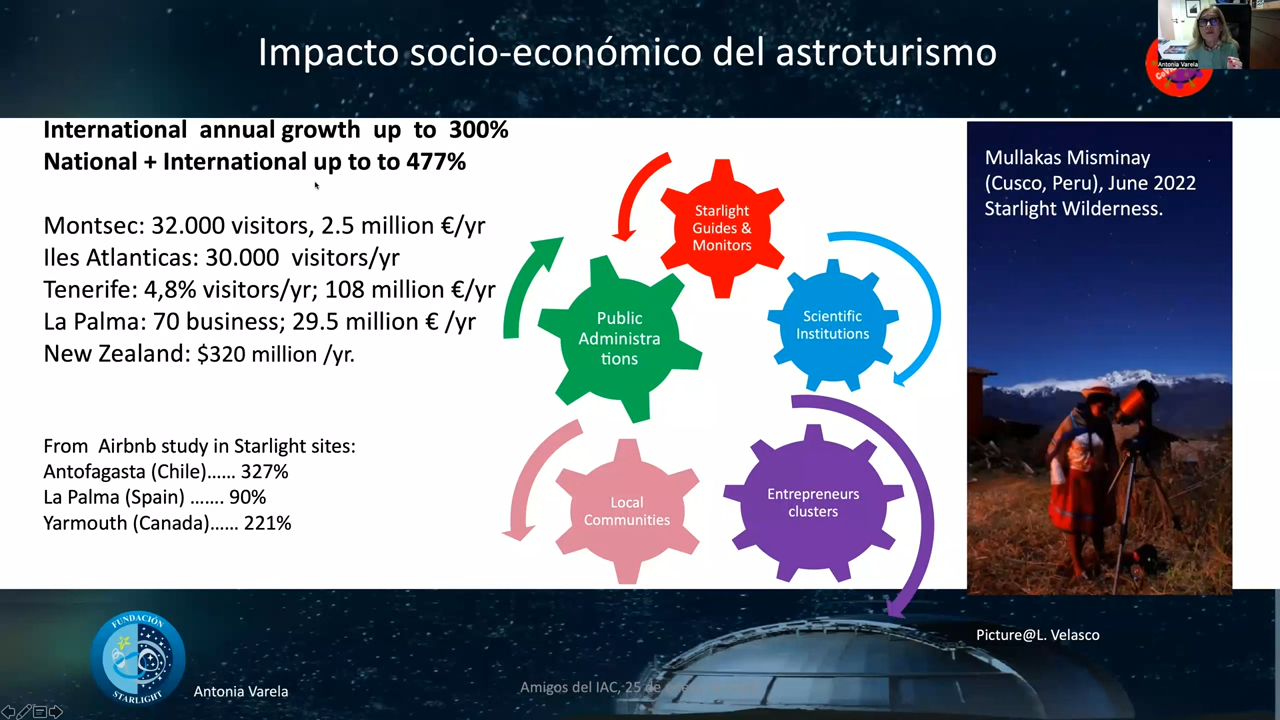 Impacto socio-económico del astroturismo
Antonia Varela
International annual growth up to 300%
National + International up to to 477%
Montsec: 32.000 visitors, 2.5 million €/yr
Iles Atlanticas: 30.000 visitors/yr
Tenerife: 4,8% visitors/yr; 108 million €/yr
La Palma: 70 business; 29.5 million € /yr
New Zealand: $320 million /yr.
From Airbnb study in Starlight sites:
Antofagasta (Chile)...... 327%
La Palma (Spain) ....... 90%
Yarmouth (Canada)...... 221%
Starlight
Guides &
Monitors
Public
Administra
tions
Scientific
Institutions
Local
Communities
Entrepreneurs
clusters
Mullakas Misminay
(Cusco, Peru), June 2022
Starlight Wilderness.
Picture@L. Velasco
FUNDACIÓN
STARLIGHT
Antonia Varela
Amigos del IAC, 25 de